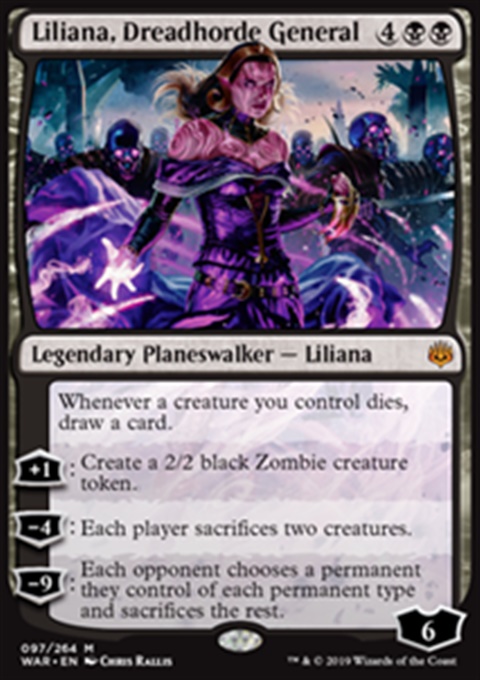 Liliana, Dreadhorde General 4
Legendary Planeswalker — Liliana
Whenever a creature you control dies,
draw a card.
+1: Create a 2/2 black Zombie creature
token.
−4: Each player sacrifices two creatures.
−9: Each opponent chooses a permanent
they control of each permanent type
and sacrifices the rest.
6
097/264 M
WAR • EN Chris Rallis
™ & © 2019 Wizards of the Coast